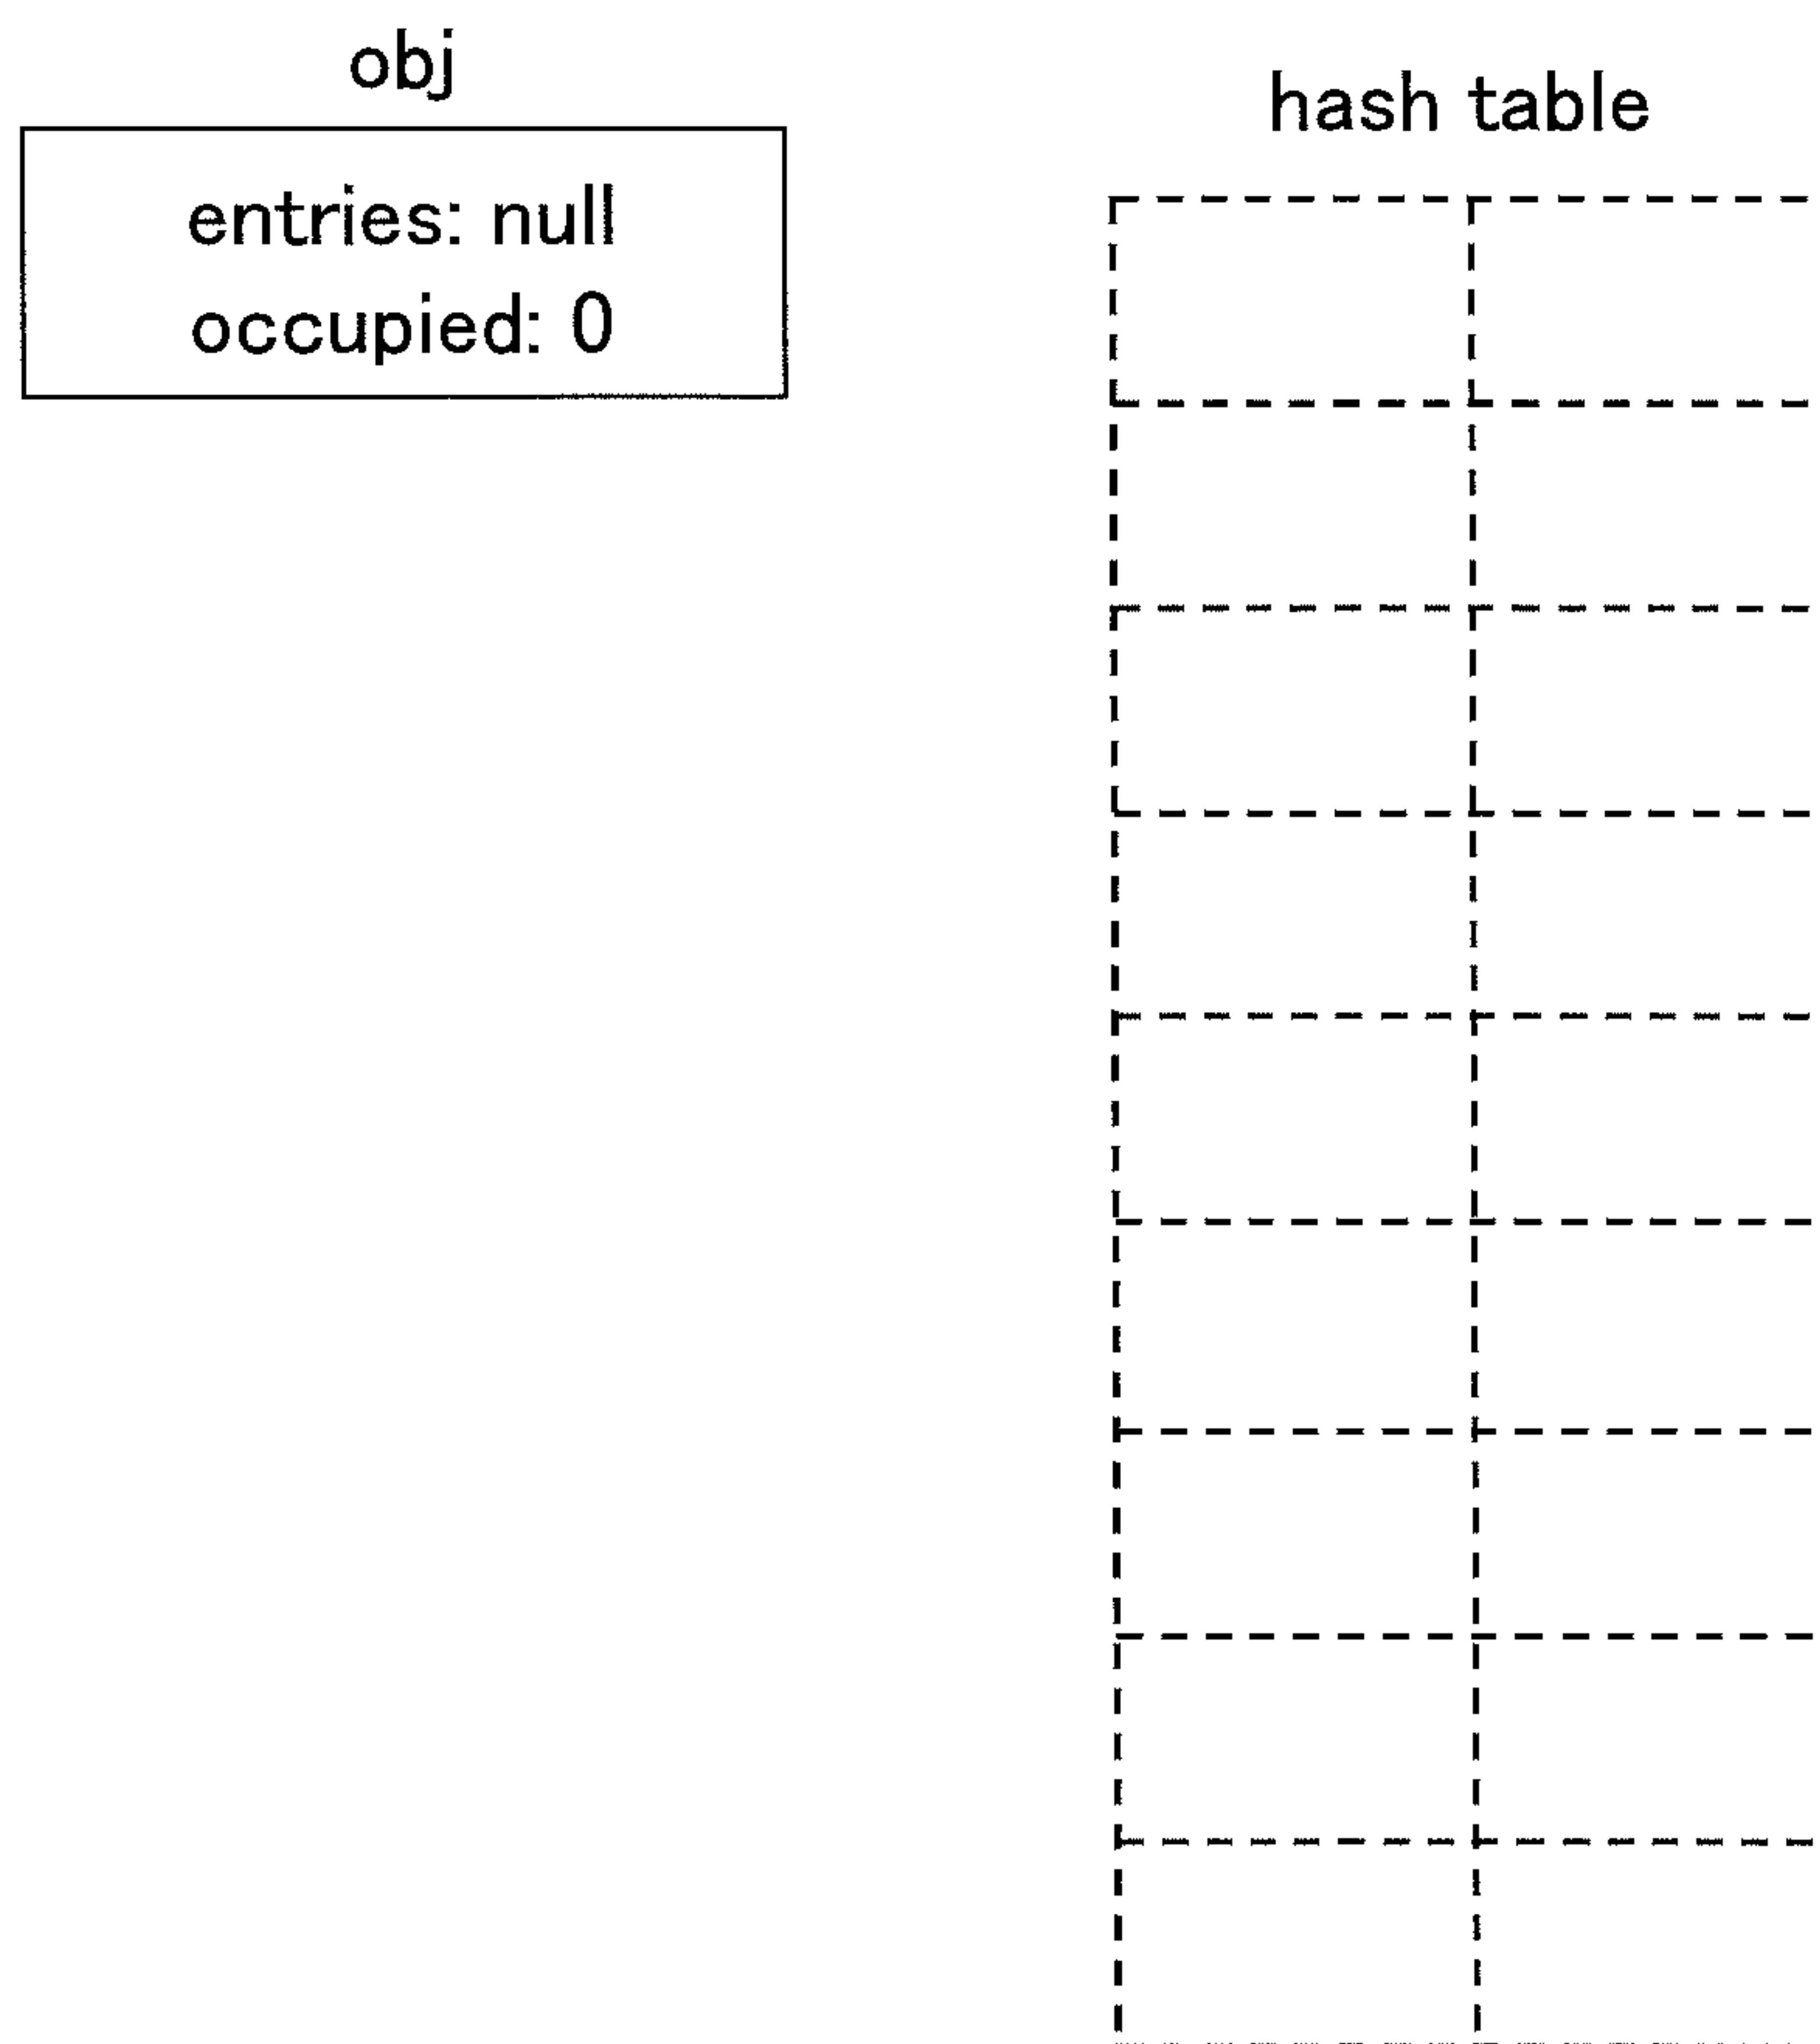 obj
entries: null
occupied: 0
hash table